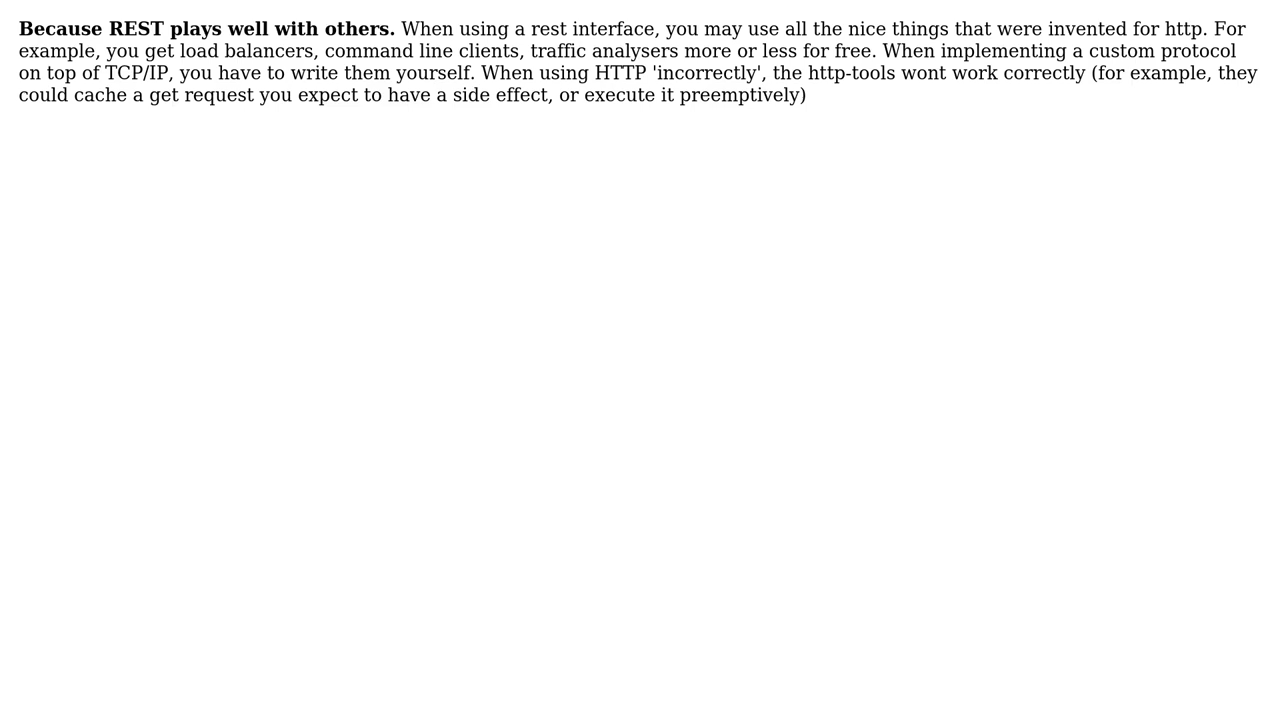 Because REST plays well with others. When using a rest interface, you may use all the nice things that were invented for http. For
example, you get load balancers, command line clients, traffic analysers more or less for free. When implementing a custom protocol
on top of TCP/IP, you have to write them yourself. When using HTTP 'incorrectly', the http-tools wont work correctly (for example, they
could cache a get request you expect to have a side effect, or execute it preemptively)